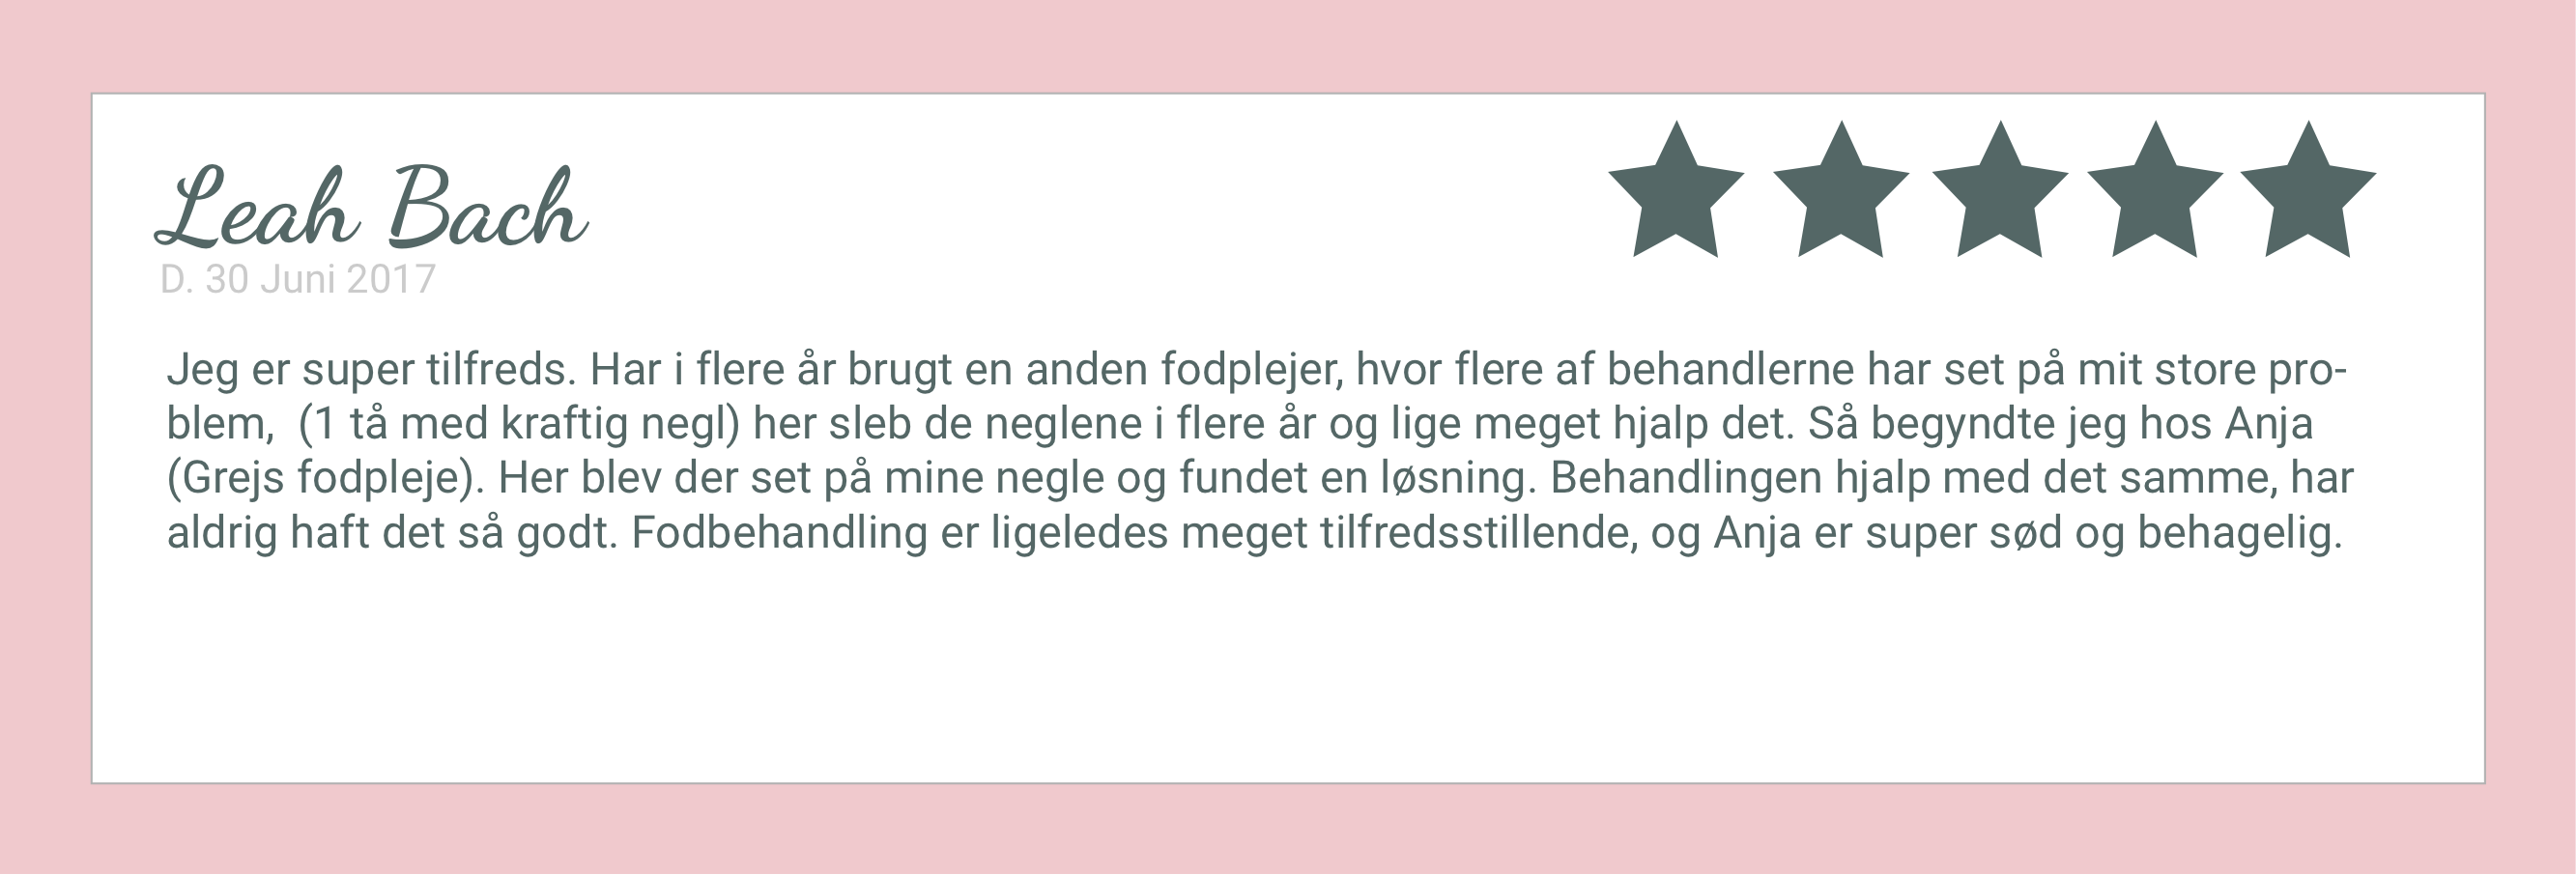 Leah Bach
D. 30 Juni 2017
Jeg er super tilfreds. Har i flere år brugt en anden fodplejer, hvor flere af behandlerne har set på mit store pro-
blem,  (1 tå med kraftig negl) her sleb de neglene i flere år og lige meget hjalp det. Så begyndte jeg hos Anja
(Grejs fodpleje). Her blev der set på mine negle og fundet en løsning. Behandlingen hjalp med det samme, har
aldrig haft det så godt. Fodbehandling er ligeledes meget tilfredsstillende, og Anja er super sød og behagelig.